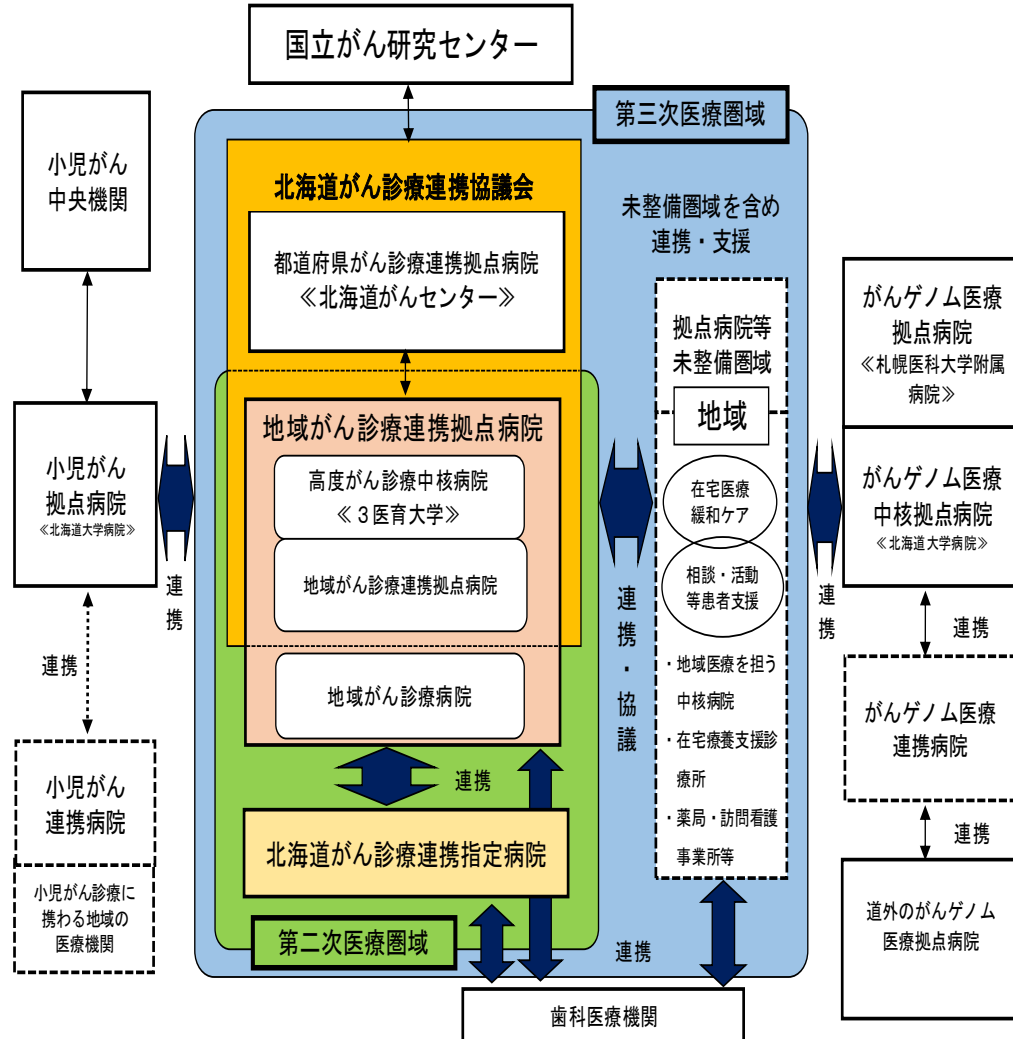 国立がん研究センター
第三次医療圏域
小児がん
中央機関
北海道がん診療連携協議会
未整備圏域を含め
連携・支援
都道府県がん診療連携拠点病院
≪北海道がんセンター≫
拠点病院等
未整備圏域
地域
がんゲノム医療
拠点病院
≪札幌医科大学附属
病院≫
小児がん
拠点病院
≪北海道大学病院≫
地域がん診療連携拠点病院
高度がん診療中核病院
≪３医育大学≫
地域がん診療連携拠点病院
地域がん診療病院
在宅医療
緩和ケア
相談・活動
等患者支援
がんゲノム医療
中核拠点病院
≪北海道大学病院≫
連携
連携・協議
連携
連携
連携
・地域医療を担う
中核病院
・在宅療養支援診
療所
・薬局・訪問看護
事業所等
がんゲノム医療
連携病院
小児がん
連携病院
小児がん診療に
携わる地域の
医療機関
連携
北海道がん診療連携指定病院
第二次医療圏域
連携
連携
道外のがんゲノム
医療拠点病院
歯科医療機関